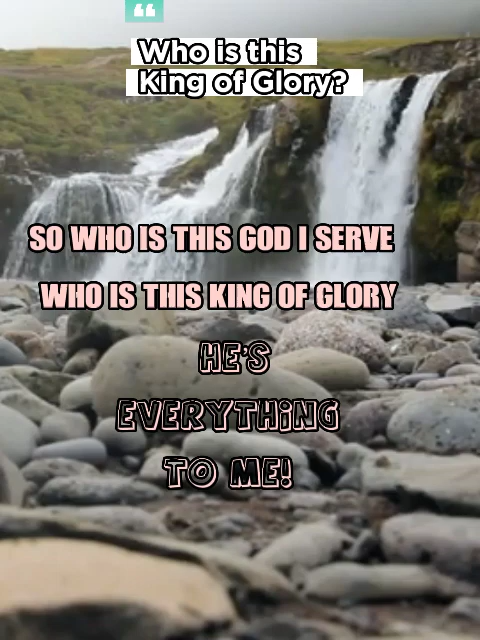 ❝
Who is this
King of Glory?
SO WHO IS THIS GOD I SERVE
WHO IS THIS KING OF GLORY
HE'S
EVERYTHiNG
TO ME!